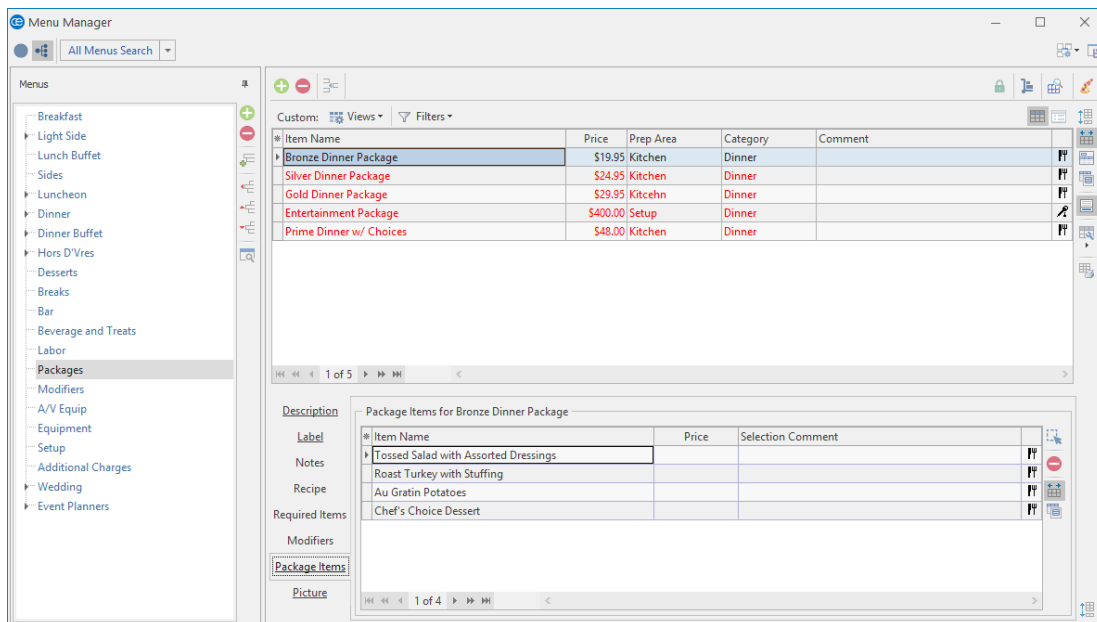 Menu Manager
All Menus Search
Menus
Breakfast
Light Side
Lunch Buffet
Sides
Luncheon
Dinner
Dinner Buffet
Hors D'Vres
Desserts
Breaks
Bar
Beverage and Treats
Labor
Packages
Modifiers
A/V Equip
Equipment
Setup
Additional Charges
Wedding
Event Planners
Custom: Views Filters
Item Name Price Prep Area Category Comment
Bronze Dinner Package $19.95 Kitchen Dinner
Silver Dinner Package $24.95 Kitchen Dinner
Gold Dinner Package $29.95 Kitcehn Dinner
Entertainment Package $400.00 Setup Dinner
Prime Dinner w/ Choices $48.00 Kitchen Dinner
1 of 5
Description
Label
Notes
Recipe
Required Items
Modifiers
Package Items
Picture
Package Items for Bronze Dinner Package
Item Name Price Selection Comment
Tossed Salad with Assorted Dressings
Roast Turkey with Stuffing
Au Gratin Potatoes
Chef's Choice Dessert
1 of 4